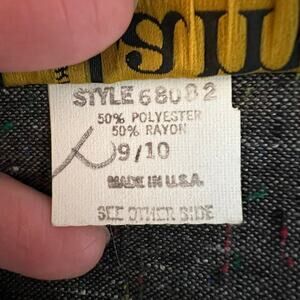 STYLE 68082
50% POLYESTER
50% RAYON
9/10
MADE IN U.S.A.
SEE OTHER SIDE